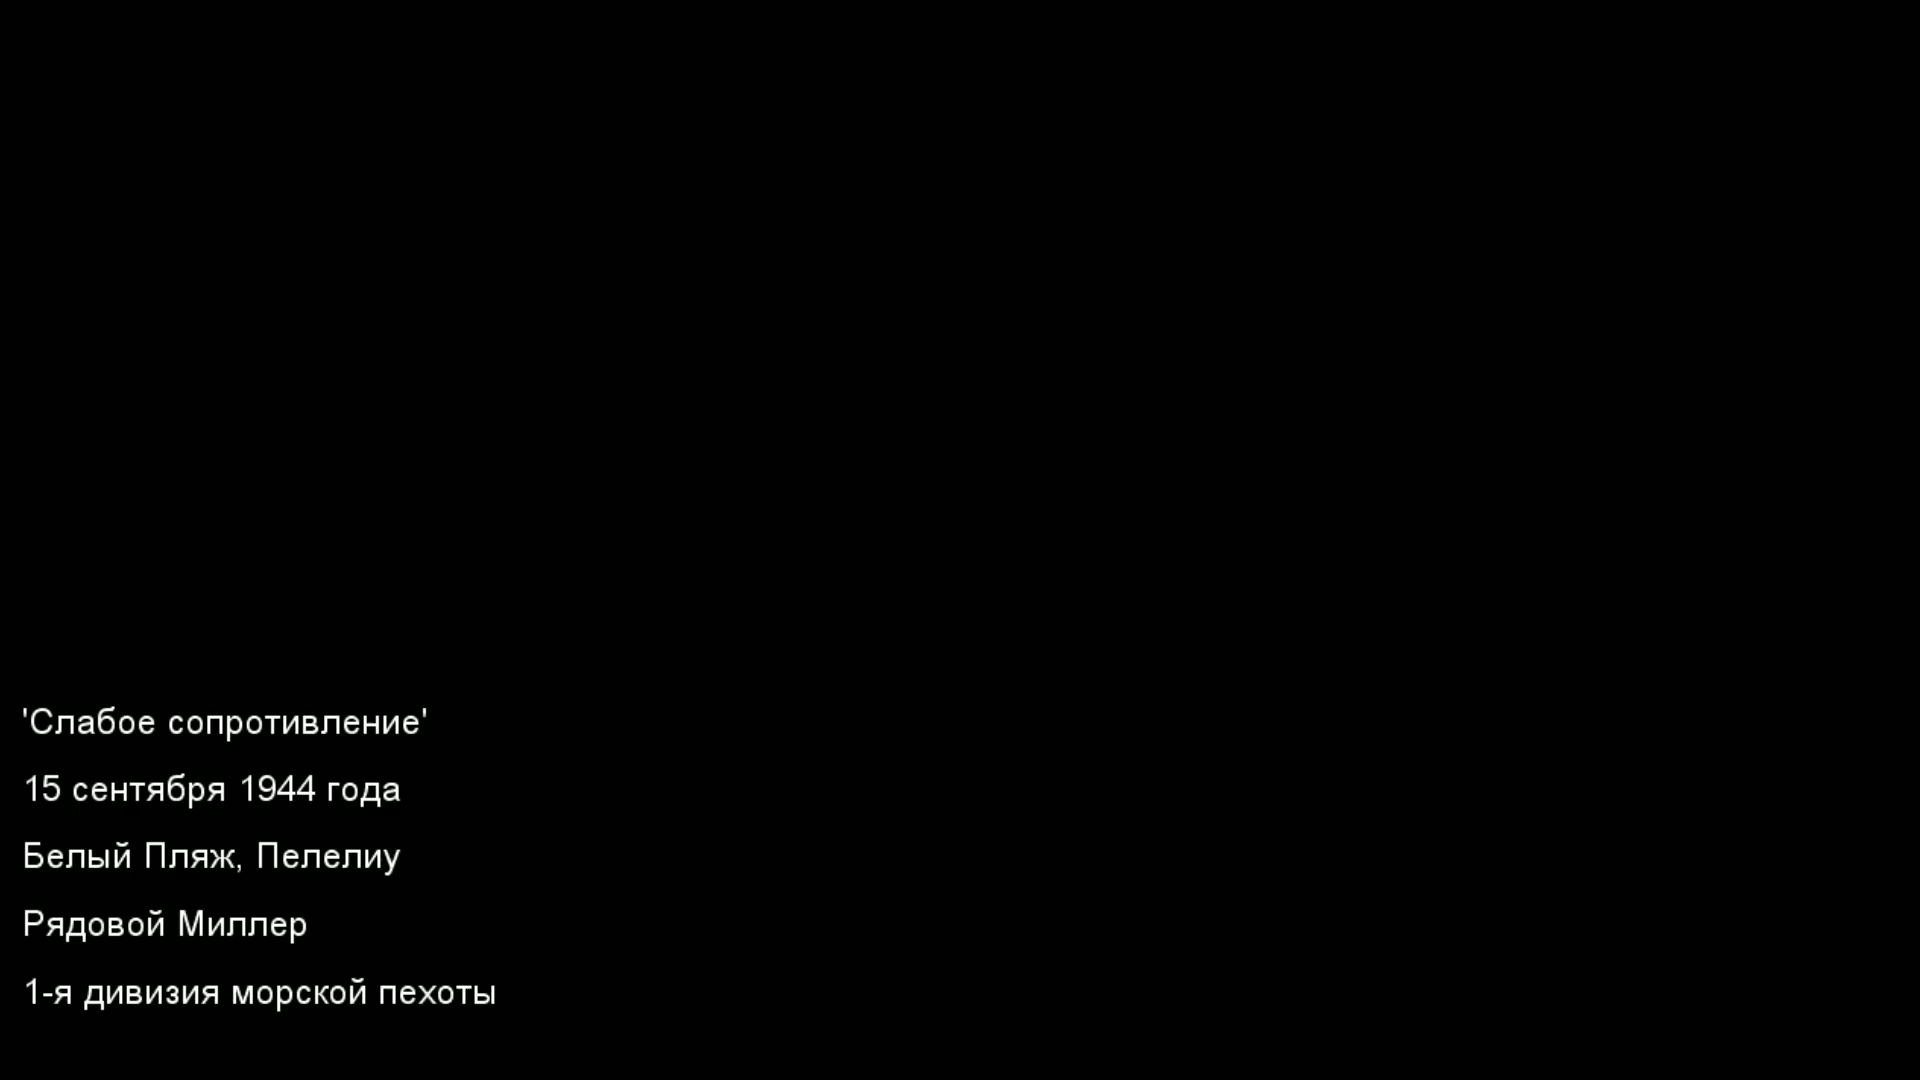 'Слабое сопротивление'
15 сентября 1944 года
Белый Пляж, Пелелиу
Рядовой Миллер
1-я дивизия морской пехоты